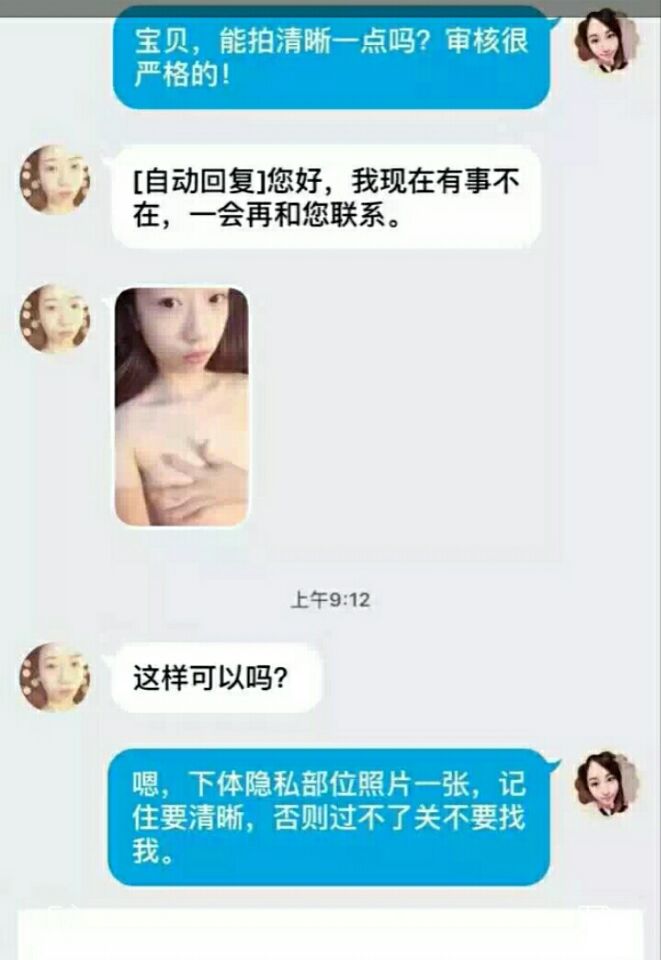 宝贝，能拍清晰一点吗？审核很
严格的！
[自动回复]您好，我现在有事不
在，一会再和您联系。
上午9:12
这样可以吗？
嗯，下体隐私部位照片一张，记
住要清晰，否则过不了关不要找
我。